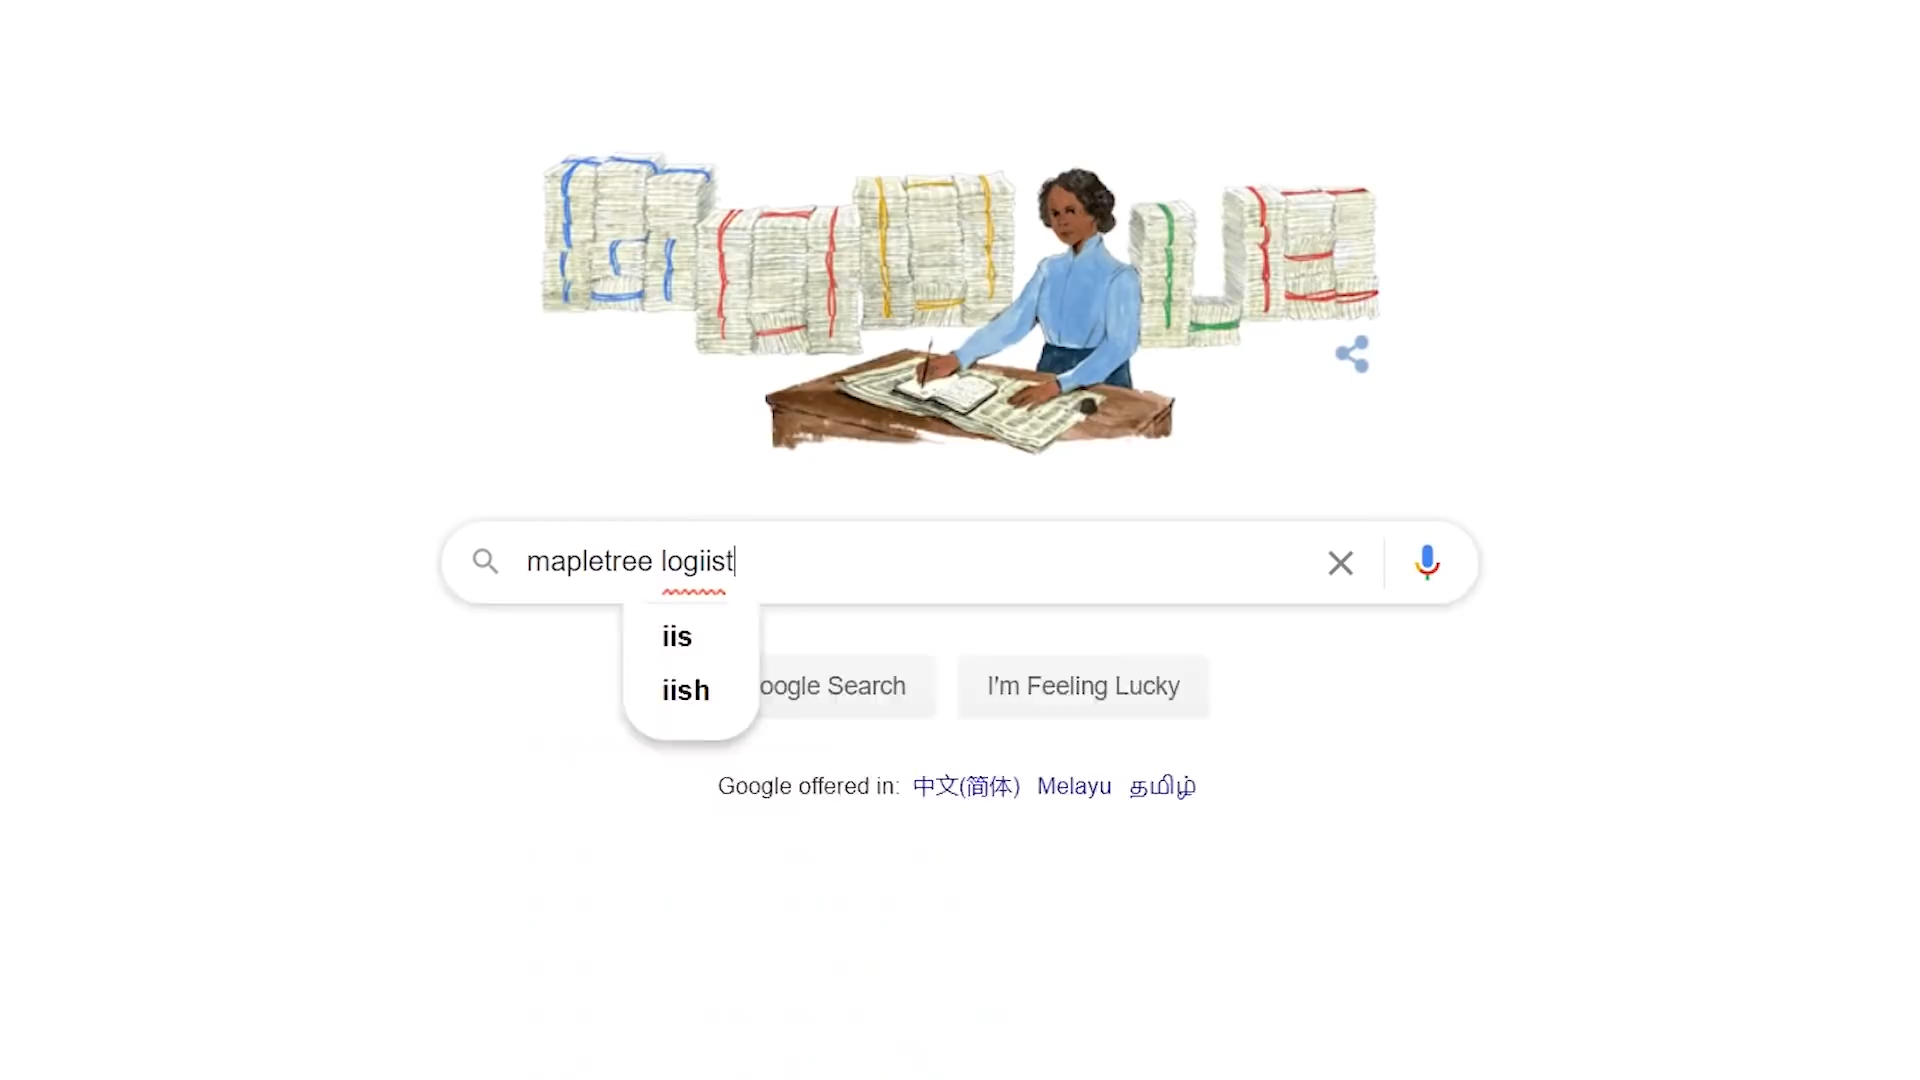 mapletree logiist
iis
iish
oogle Search
I'm Feeling Lucky
Google offered in: 中文(简体) Melayu தமிழ்